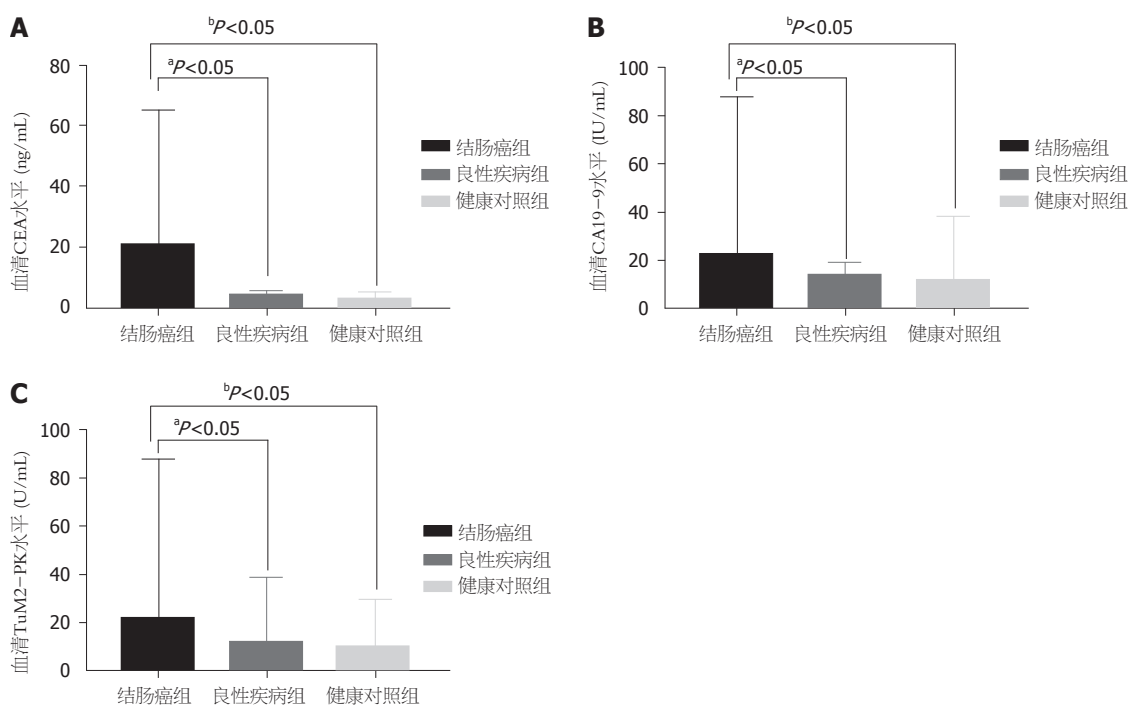 A
bP<0.05
aP<0.05
80
60
40
20
0
血清CEA水平 (ng/mL)
结肠癌组
良性疾病组
健康对照组
结肠癌组
良性疾病组
健康对照组
B
bP<0.05
aP<0.05
100
80
60
40
20
0
血清CA19-9水平 (IU/mL)
结肠癌组
良性疾病组
健康对照组
结肠癌组
良性疾病组
健康对照组
C
bP<0.05
aP<0.05
100
80
60
40
20
0
血清TuM2-PK水平 (U/mL)
结肠癌组
良性疾病组
健康对照组
结肠癌组
良性疾病组
健康对照组